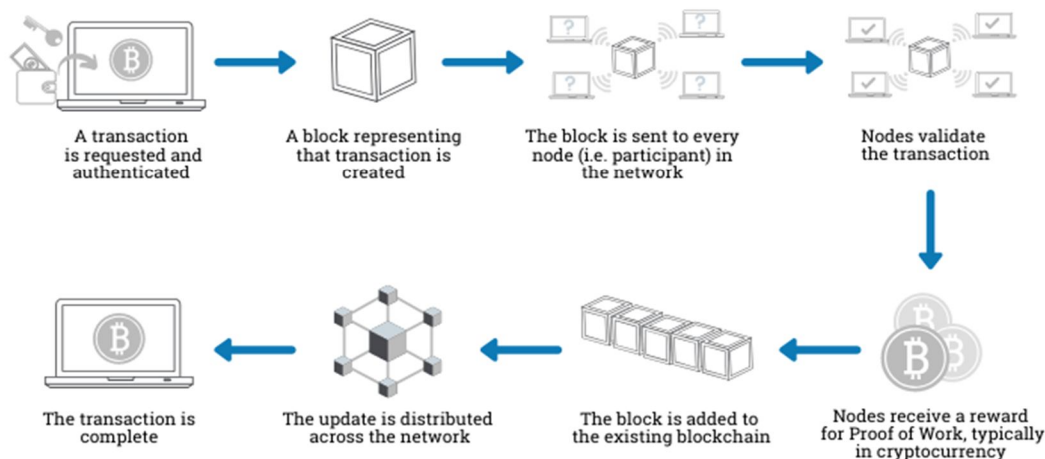 A transaction
is requested and
authenticated
A block representing
that transaction is
created
The block is sent to every
node (i.e. participant) in
the network
Nodes validate
the transaction
Nodes receive a reward
for Proof of Work, typically
in cryptocurrency
The block is added to
the existing blockchain
The update is distributed
across the network
The transaction is
complete